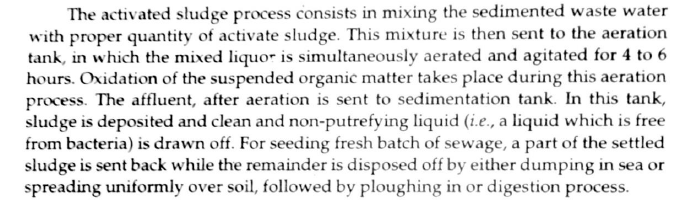 The activated sludge process consists in mixing the sedimented waste water
with proper quantity of activate sludge. This mixture is then sent to the aeration
tank, in which the mixed liquor is simultaneously aerated and agitated for 4 to 6
hours. Oxidation of the suspended organic matter takes place during this aeration
process. The affluent, after aeration is sent to sedimentation tank. In this tank,
sludge is deposited and clean and non-putrefying liquid (i.e., a liquid which is free
from bacteria) is drawn off. For seeding fresh batch of sewage, a part of the settled
sludge is sent back while the remainder is disposed off by either dumping in sea or
spreading uniformly over soil, followed by ploughing in or digestion process.